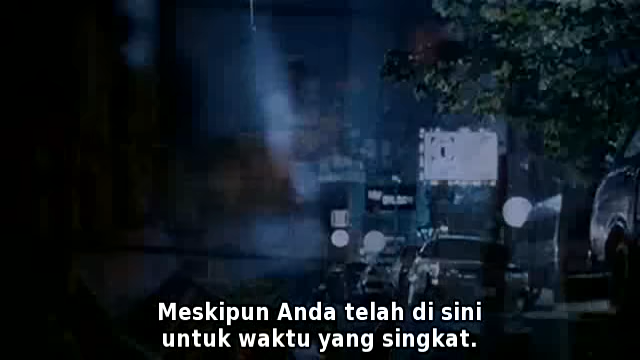 Meskipun Anda telah di sini
untuk waktu yang singkat.